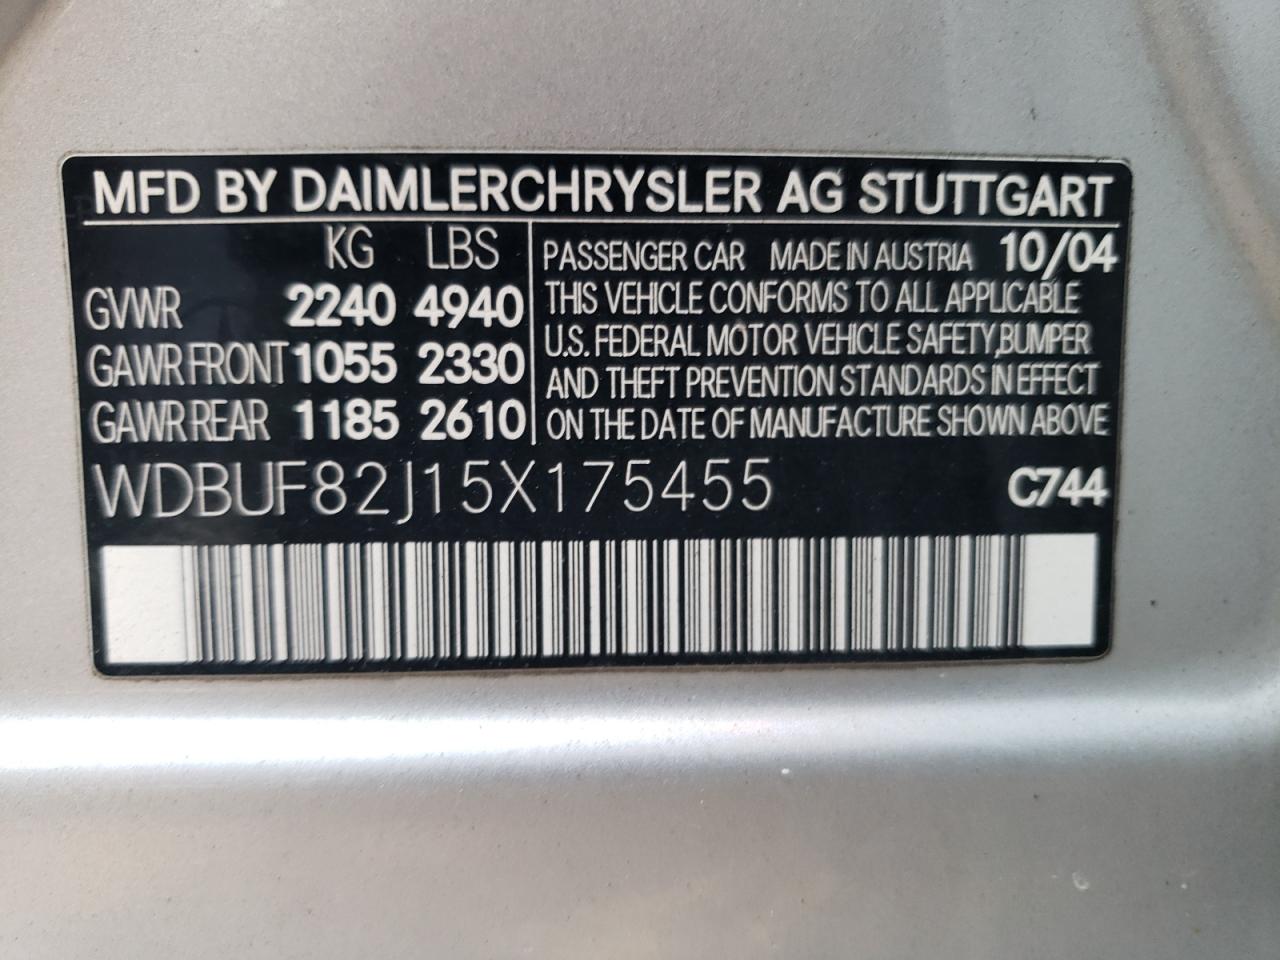 MFD BY DAIMLERCHRYSLER AG STUTTGART
KG LBS
GVWR 2240 4940
GAWR FRONT 1055 2330
GAWR REAR 1185 2610
PASSENGER CAR MADE IN AUSTRIA 10/04
THIS VEHICLE CONFORMS TO ALL APPLICABLE
U.S. FEDERAL MOTOR VEHICLE SAFETY,BUMPER
AND THEFT PREVENTION STANDARDS IN EFFECT
ON THE DATE OF MANUFACTURE SHOWN ABOVE
WDBUF82J15X175455 C744